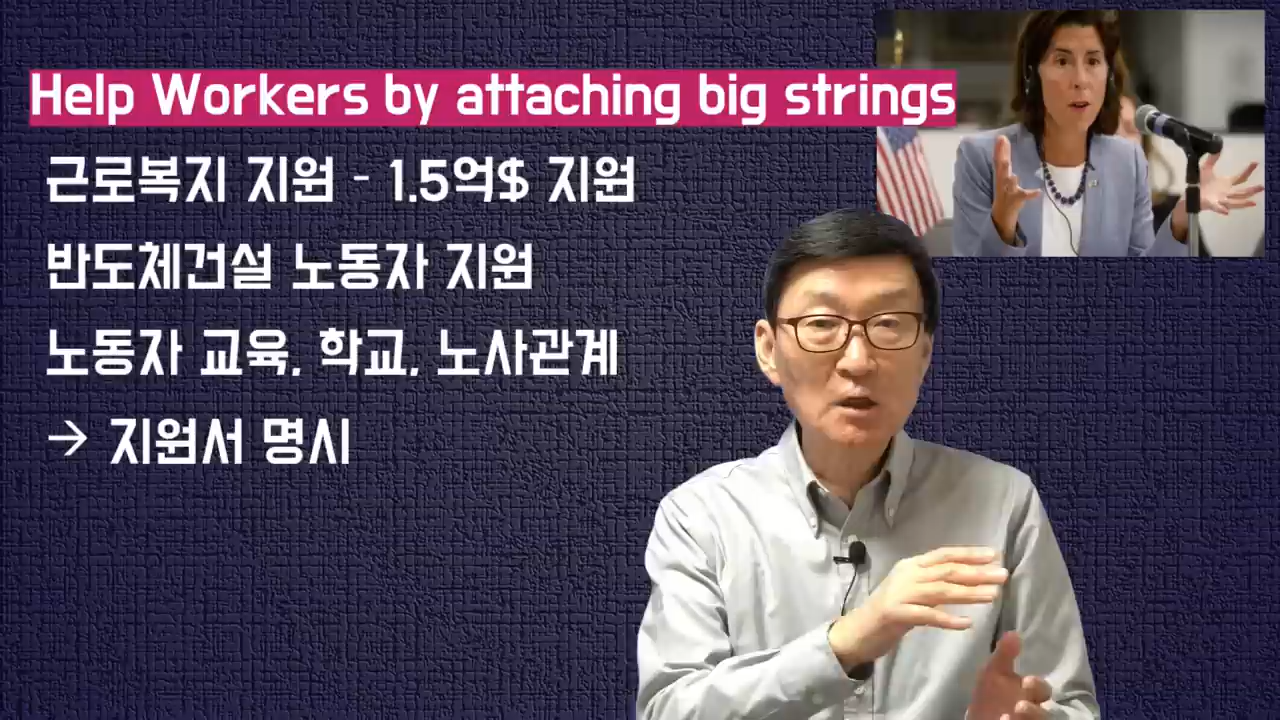 Help Workers by attaching big strings
근로복지 지원 - 1.5억$ 지원
반도체건설 노동자 지원
노동자 교육, 학교, 노사관계
→ 지원서 명시